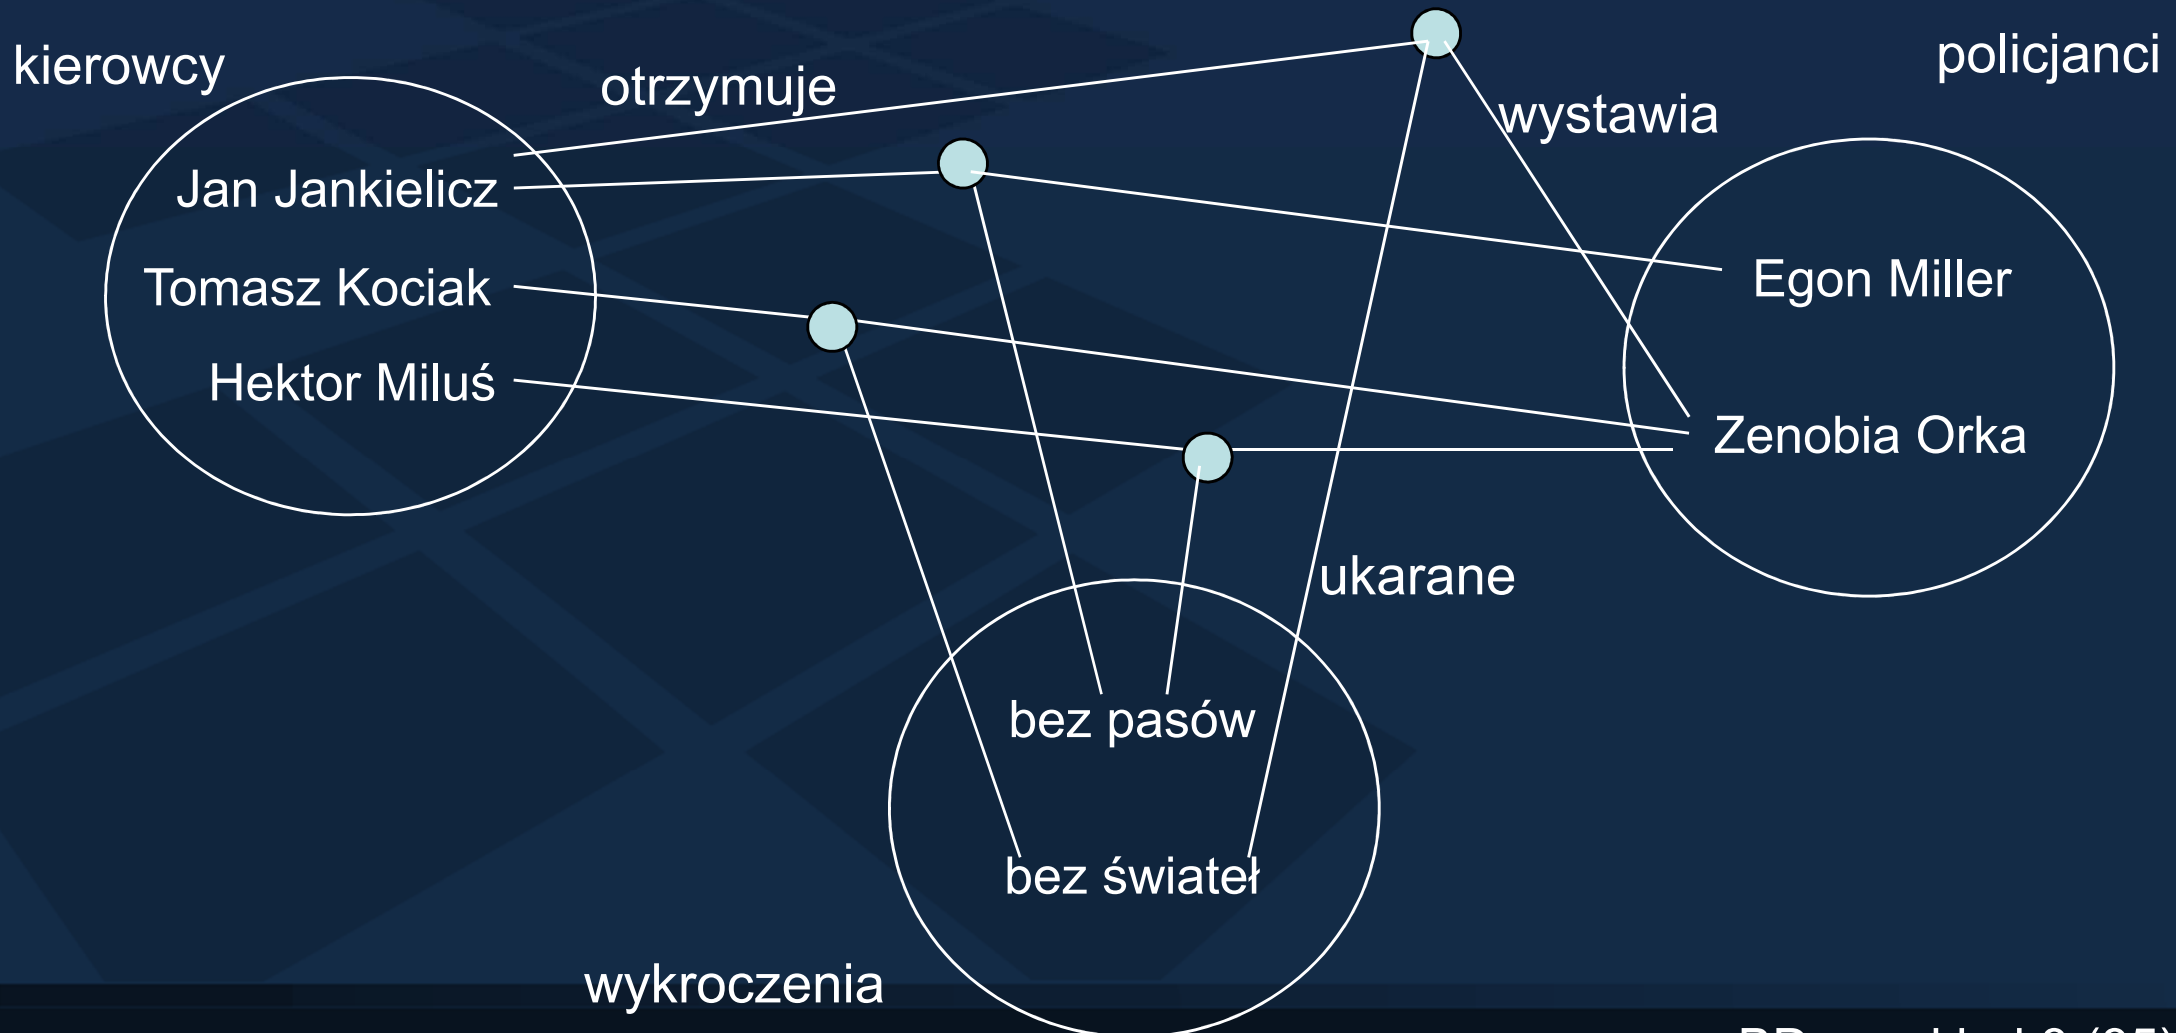 kierowcy
otrzymuje
policjanci
wystawia
Jan Jankielicz
Tomasz Kociak
Hektor Miluś
Egon Miller
Zenobia Orka
ukarane
bez pasów
bez świateł
wykroczenia